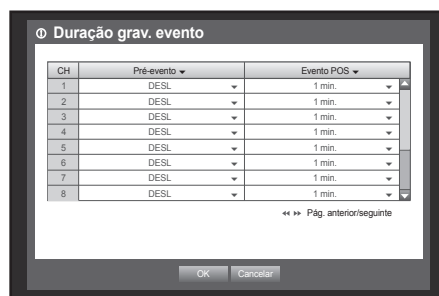 Duração grav. evento
CH Pré-evento Evento POS
1 DESL 1 min.
2 DESL 1 min.
3 DESL 1 min.
4 DESL 1 min.
5 DESL 1 min.
6 DESL 1 min.
7 DESL 1 min.
8 DESL 1 min.
Pág. anterior/seguinte
OK Cancelar